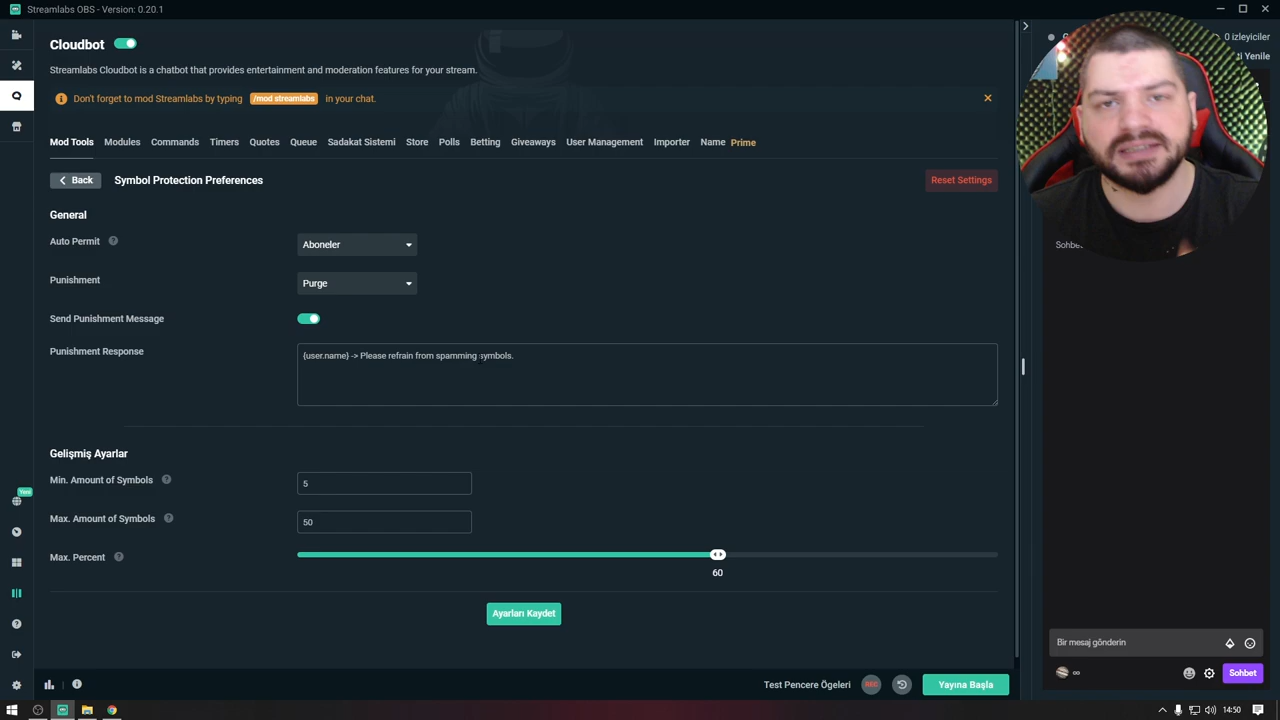 Streamlabs OBS - Version: 0.20.1
Cloudbot
Streamlabs Cloudbot is a chatbot that provides entertainment and moderation features for your stream.
Don't forget to mod Streamlabs by typing /mod streamlabs in your chat.
Mod Tools Modules Commands Timers Quotes Queue Sadakat Sistemi Store Polls Betting Giveaways User Management Importer Name Prime
Back Symbol Protection Preferences Reset Settings
General
Auto Permit ? Aboneler
Punishment Purge
Send Punishment Message
Punishment Response {user.name} -> Please refrain from spamming symbols.
Gelişmiş Ayarlar
Min. Amount of Symbols ? 5
Max. Amount of Symbols ? 50
Max. Percent ?
60
Ayarları Kaydet
Yeni
0 izleyiciler
Yenile
Bir mesaj gönderin
∞ Sohbet
Test Pencere Ögeleri REC Yayına Başla
14:50